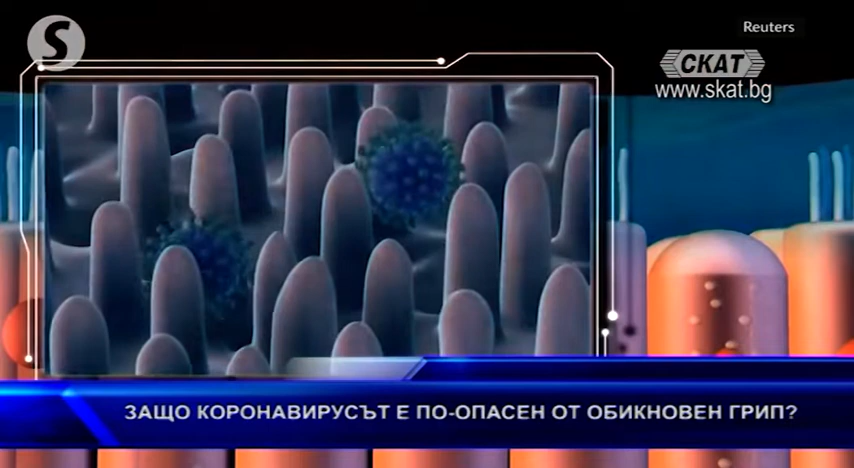 S
Reuters
СКАТ
www.skat.bg
ЗАЩО КОРОНАВИРУСЪТ Е ПО-ОПАСЕН ОТ ОБИКНОВЕН ГРИП?